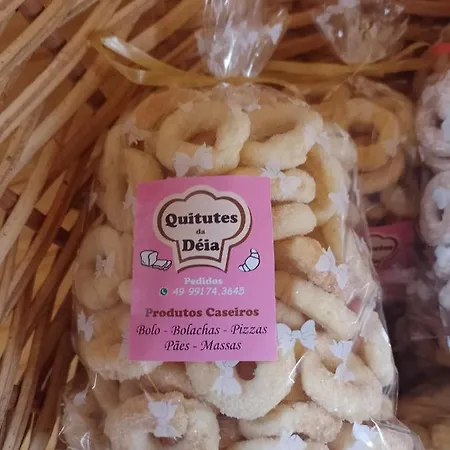 Quitutes
da
Déia
Pedidos
49 99174.3645
Produtos Caseiros
Bolo - Bolachas - Pizzas
Pães - Massas